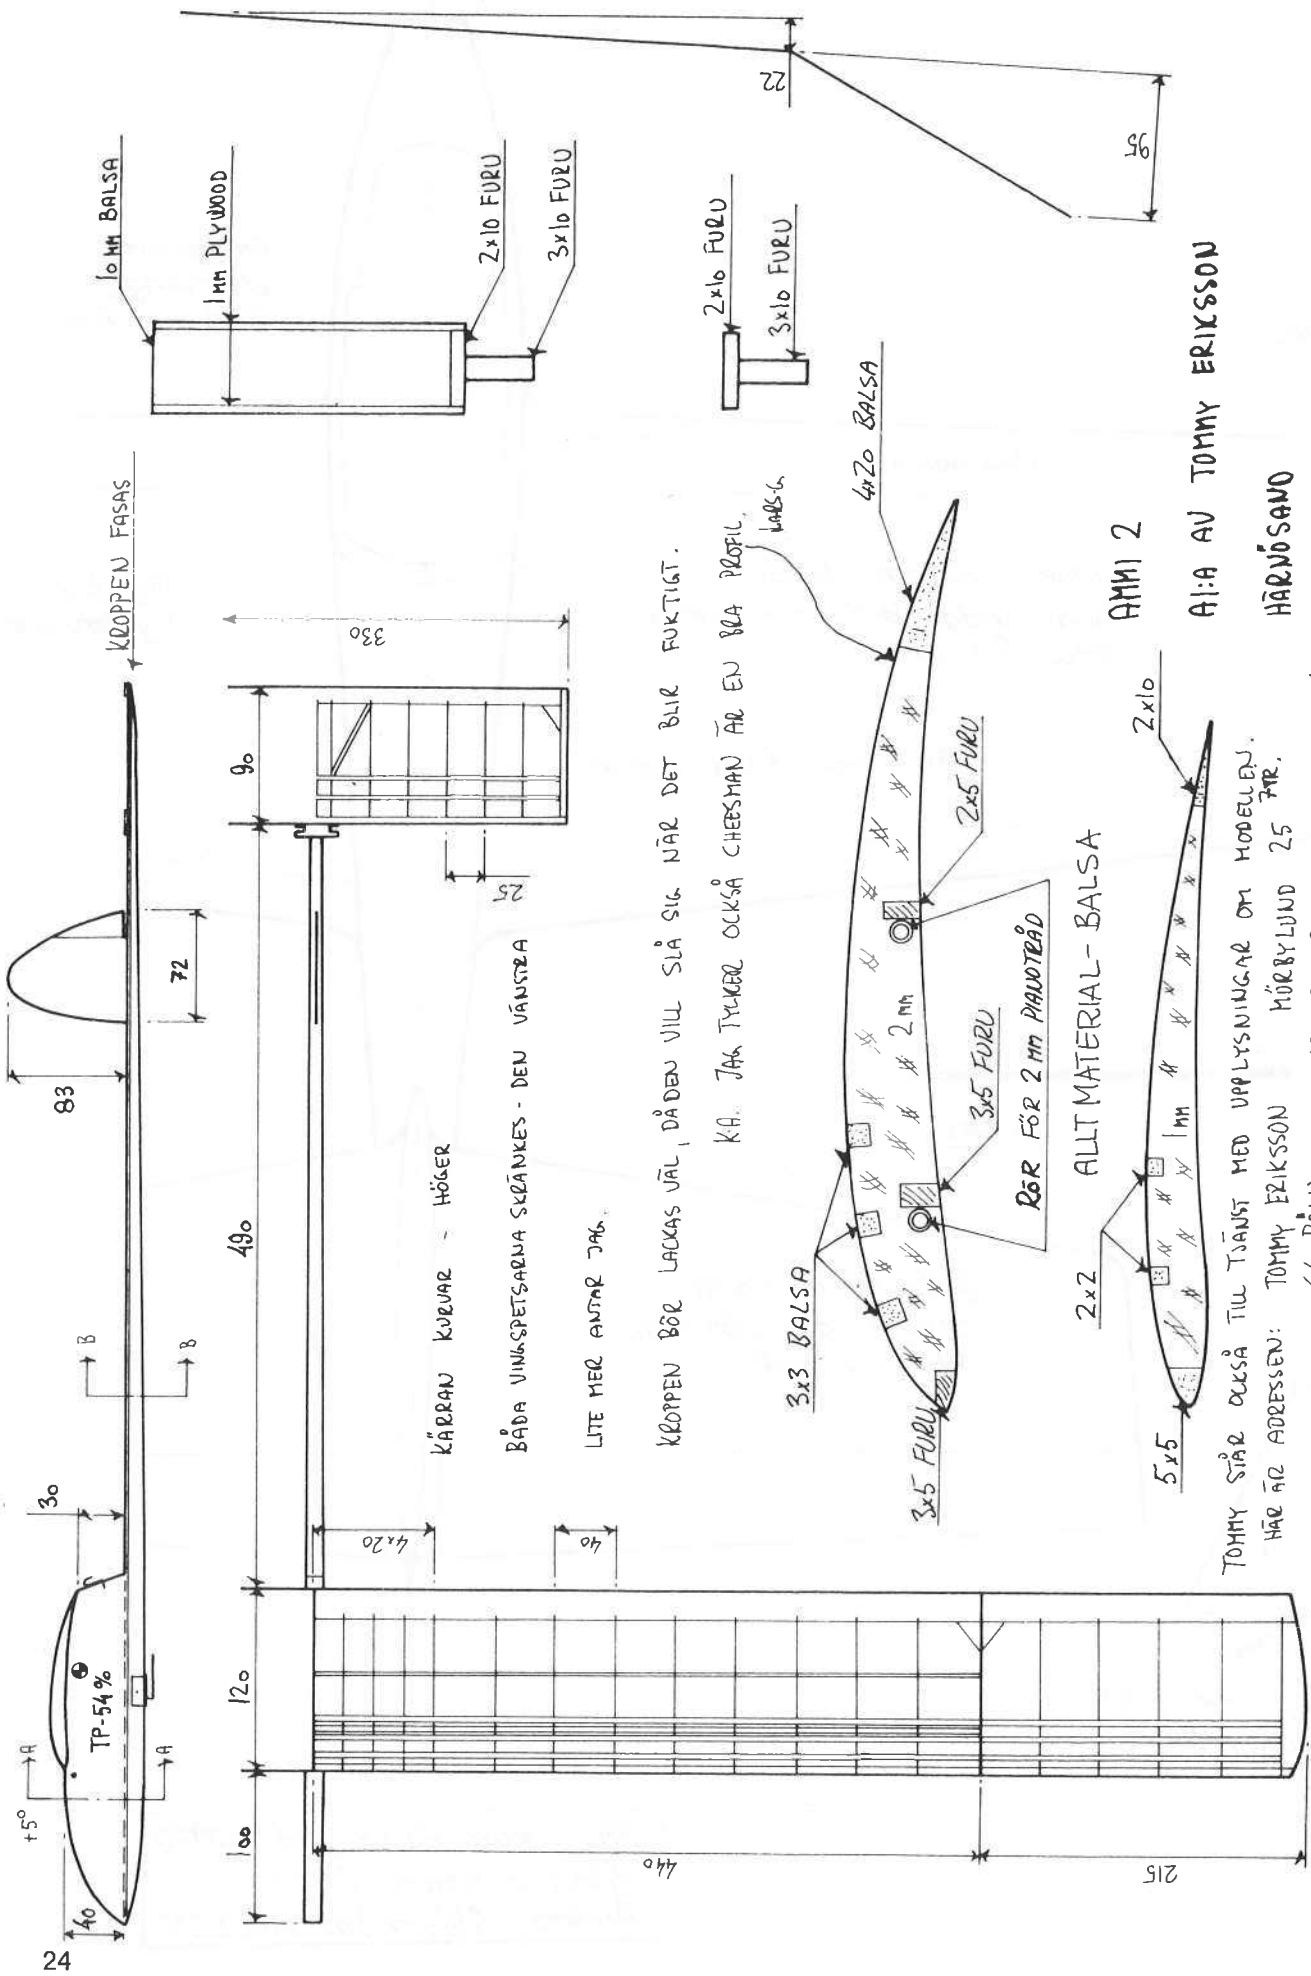 24
40
+5°
A
A
TP-54%
30
B
B
83
72
KROPPEN FASAS
10 MM BALSA
1 MM PLYWOOD
2x10 FURU
3x10 FURU
2x10 FURU
3x10 FURU
22
95
100
120
490
90
330
25
4x20
40
440
215
KÄRRAN KURVAR - HÖGER
BÅDA VINGSPETSARNA SKRÄNKES - DEN VÄNSTRA
LITE MER ANTAR JAG.
KROPPEN BÖR LACKAS VÄL, DÅ DEN VILL SLÅ SIG NÄR DET BLIR FUKTIGT.
KA. JAG TYCKER OCKSÅ CHEESMAN ÄR EN BRA PROFIL.
LARS-G
3x3 BALSA
3x5 FURU
4x20 BALSA
2 MM
2x5 FURU
3x5 FURU
RÖR FÖR 2 MM PIANOTRÅD
ALLT MATERIAL - BALSA
2x2
5x5
1 MM
2x10
AMMI 2
A1:A AV TOMMY ERIKSSON
HÄRNÖSAND
TOMMY STÅR OCKSÅ TILL TJÄNST MED UPPLYSNINGAR OM MODELLEN.
HÄR ÄR ADRESSEN: TOMMY ERIKSSON MÖRBYLUND 25 7TR.